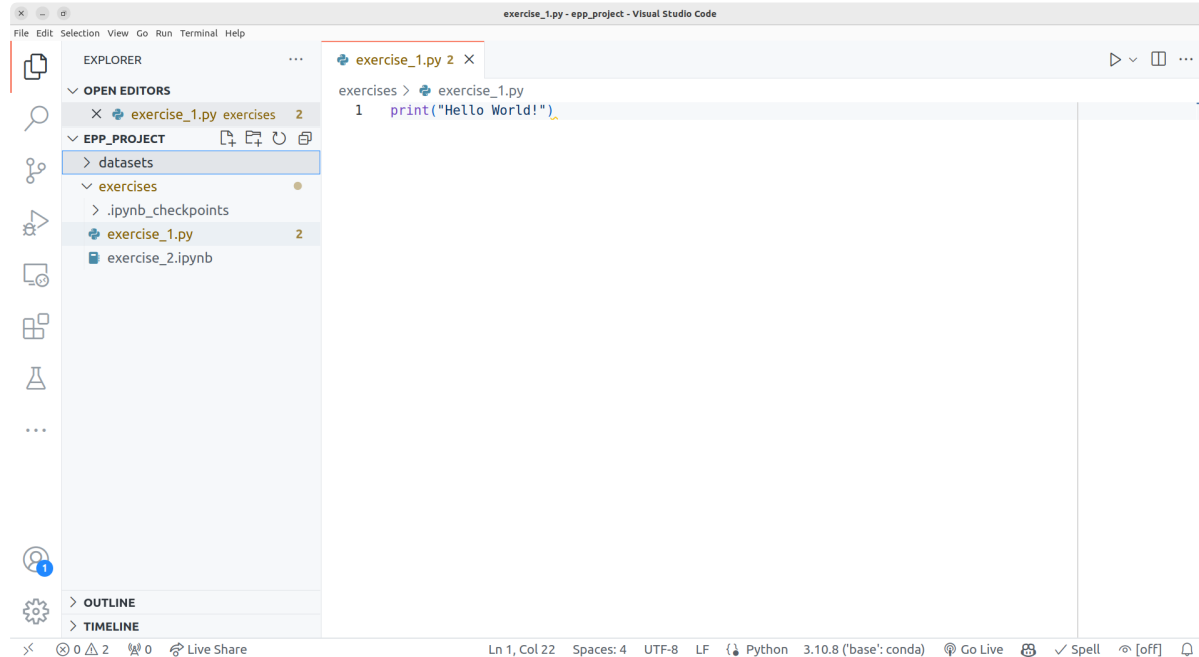 exercise_1.py - epp_project - Visual Studio Code
File Edit Selection View Go Run Terminal Help
EXPLORER
OPEN EDITORS
exercise_1.py exercises 2
EPP_PROJECT
datasets
exercises
.ipynb_checkpoints
exercise_1.py 2
exercise_2.ipynb
OUTLINE
TIMELINE
exercise_1.py 2
exercises > exercise_1.py
1 print("Hello World!")
1
0 2 0 Live Share Ln 1, Col 22 Spaces: 4 UTF-8 LF Python 3.10.8 ('base': conda) Go Live Spell [off]